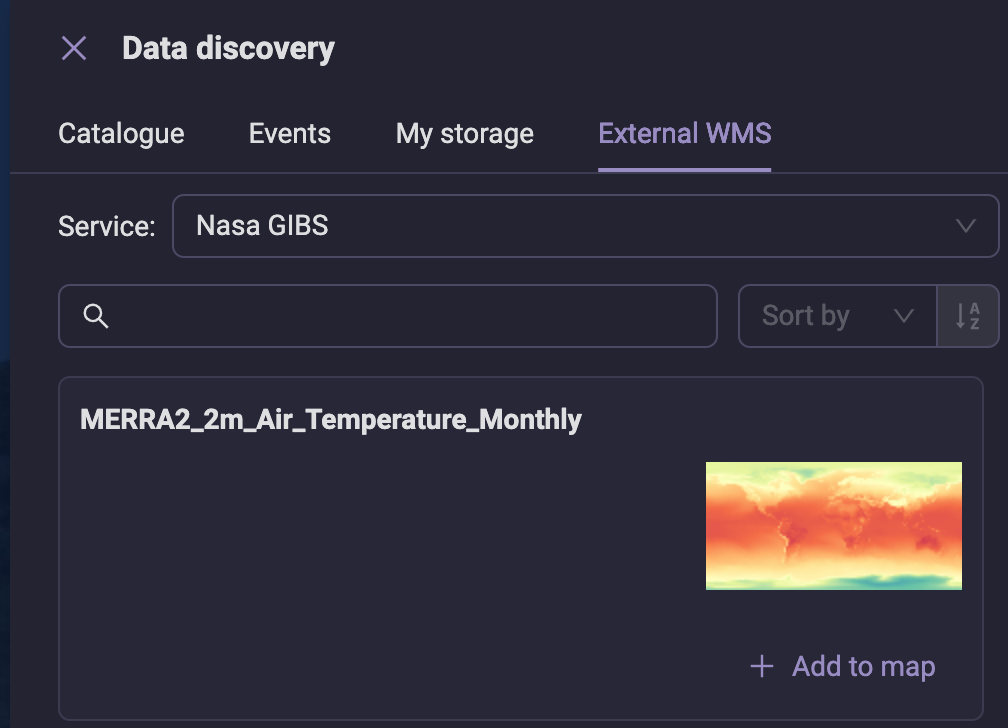 Data discovery
Catalogue Events My storage External WMS
Service: Nasa GIBS
Sort by A Z
MERRA2_2m_Air_Temperature_Monthly
+ Add to map